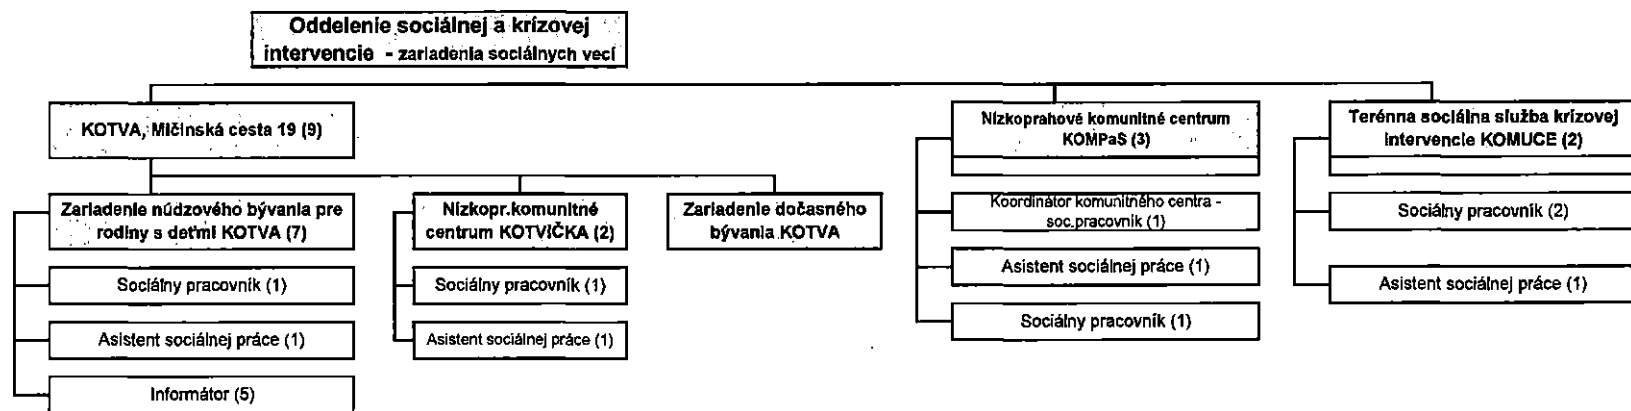 Oddelenie sociálnej a krízovej
intervencie - zariadenia sociálnych vecí
KOTVA, Mičinská cesta 19 (9)
Nízkoprahové komunitné centrum
KOMPaS (3)
Terénna sociálna služba krízovej
intervencie KOMUCE (2)
Zariadenie núdzového bývania pre
rodiny s deťmi KOTVA (7)
Nízkopr.komunitné
centrum KOTVIČKA (2)
Zariadenie dočasného
bývania KOTVA
Koordinátor komunitného centra -
soc.pracovník (1)
Sociálny pracovník (2)
Sociálny pracovník (1)
Sociálny pracovník (1)
Asistent sociálnej práce (1)
Asistent sociálnej práce (1)
Asistent sociálnej práce (1)
Asistent sociálnej práce (1)
Sociálny pracovník (1)
Informátor (5)